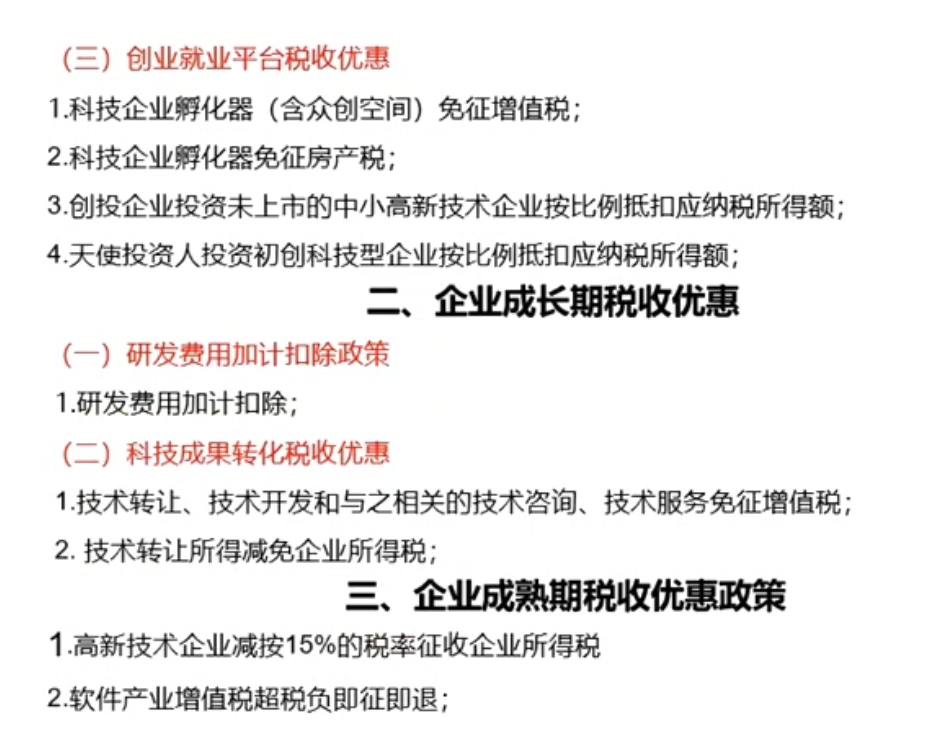 （三）创业就业平台税收优惠
1.科技企业孵化器（含众创空间）免征增值税；
2.科技企业孵化器免征房产税；
3.创投企业投资未上市的中小高新技术企业按比例抵扣应纳税所得额；
4.天使投资人投资初创科技型企业按比例抵扣应纳税所得额；
二、企业成长期税收优惠
（一）研发费用加计扣除政策
1.研发费用加计扣除；
（二）科技成果转化税收优惠
1.技术转让、技术开发和与之相关的技术咨询、技术服务免征增值税；
2. 技术转让所得减免企业所得税；
三、企业成熟期税收优惠政策
1.高新技术企业减按15%的税率征收企业所得税
2.软件产业增值税超税负即征即退；